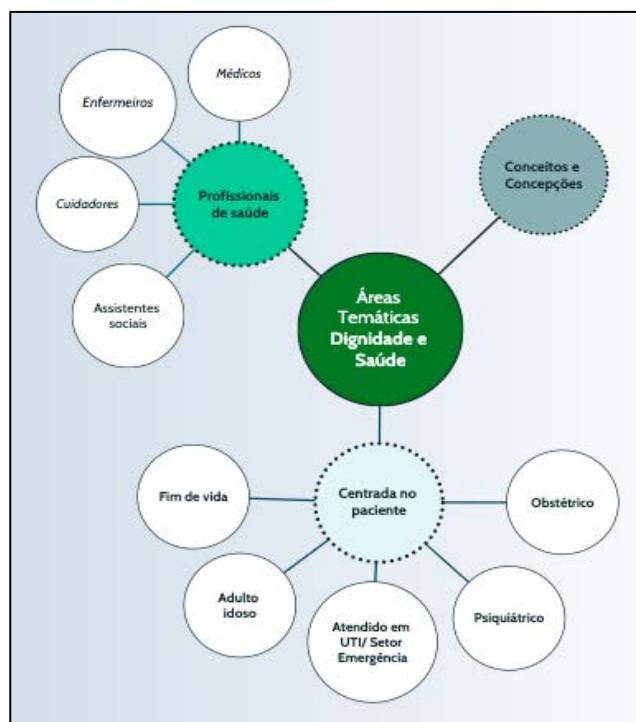 Médicos
Enfermeiros
Cuidadores
Assistentes
sociais
Profissionais
de saúde
Conceitos e
Concepções
Áreas
Temáticas
Dignidade e
Saúde
Centrada no
paciente
Fim de vida
Adulto
idoso
Atendido em
UTI/ Setor
Emergência
Psiquiátrico
Obstétrico